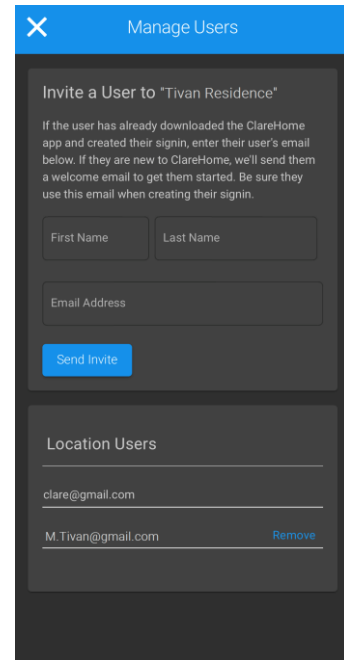 Manage Users
Invite a User to "Tivan Residence"
If the user has already downloaded the ClareHome
app and created their signin, enter their user's email
below. If they are new to ClareHome, we'll send them
a welcome email to get them started. Be sure they
use this email when creating their signin.
First Name Last Name
Email Address
Send Invite
Location Users
clare@gmail.com
M.Tivan@gmail.com Remove